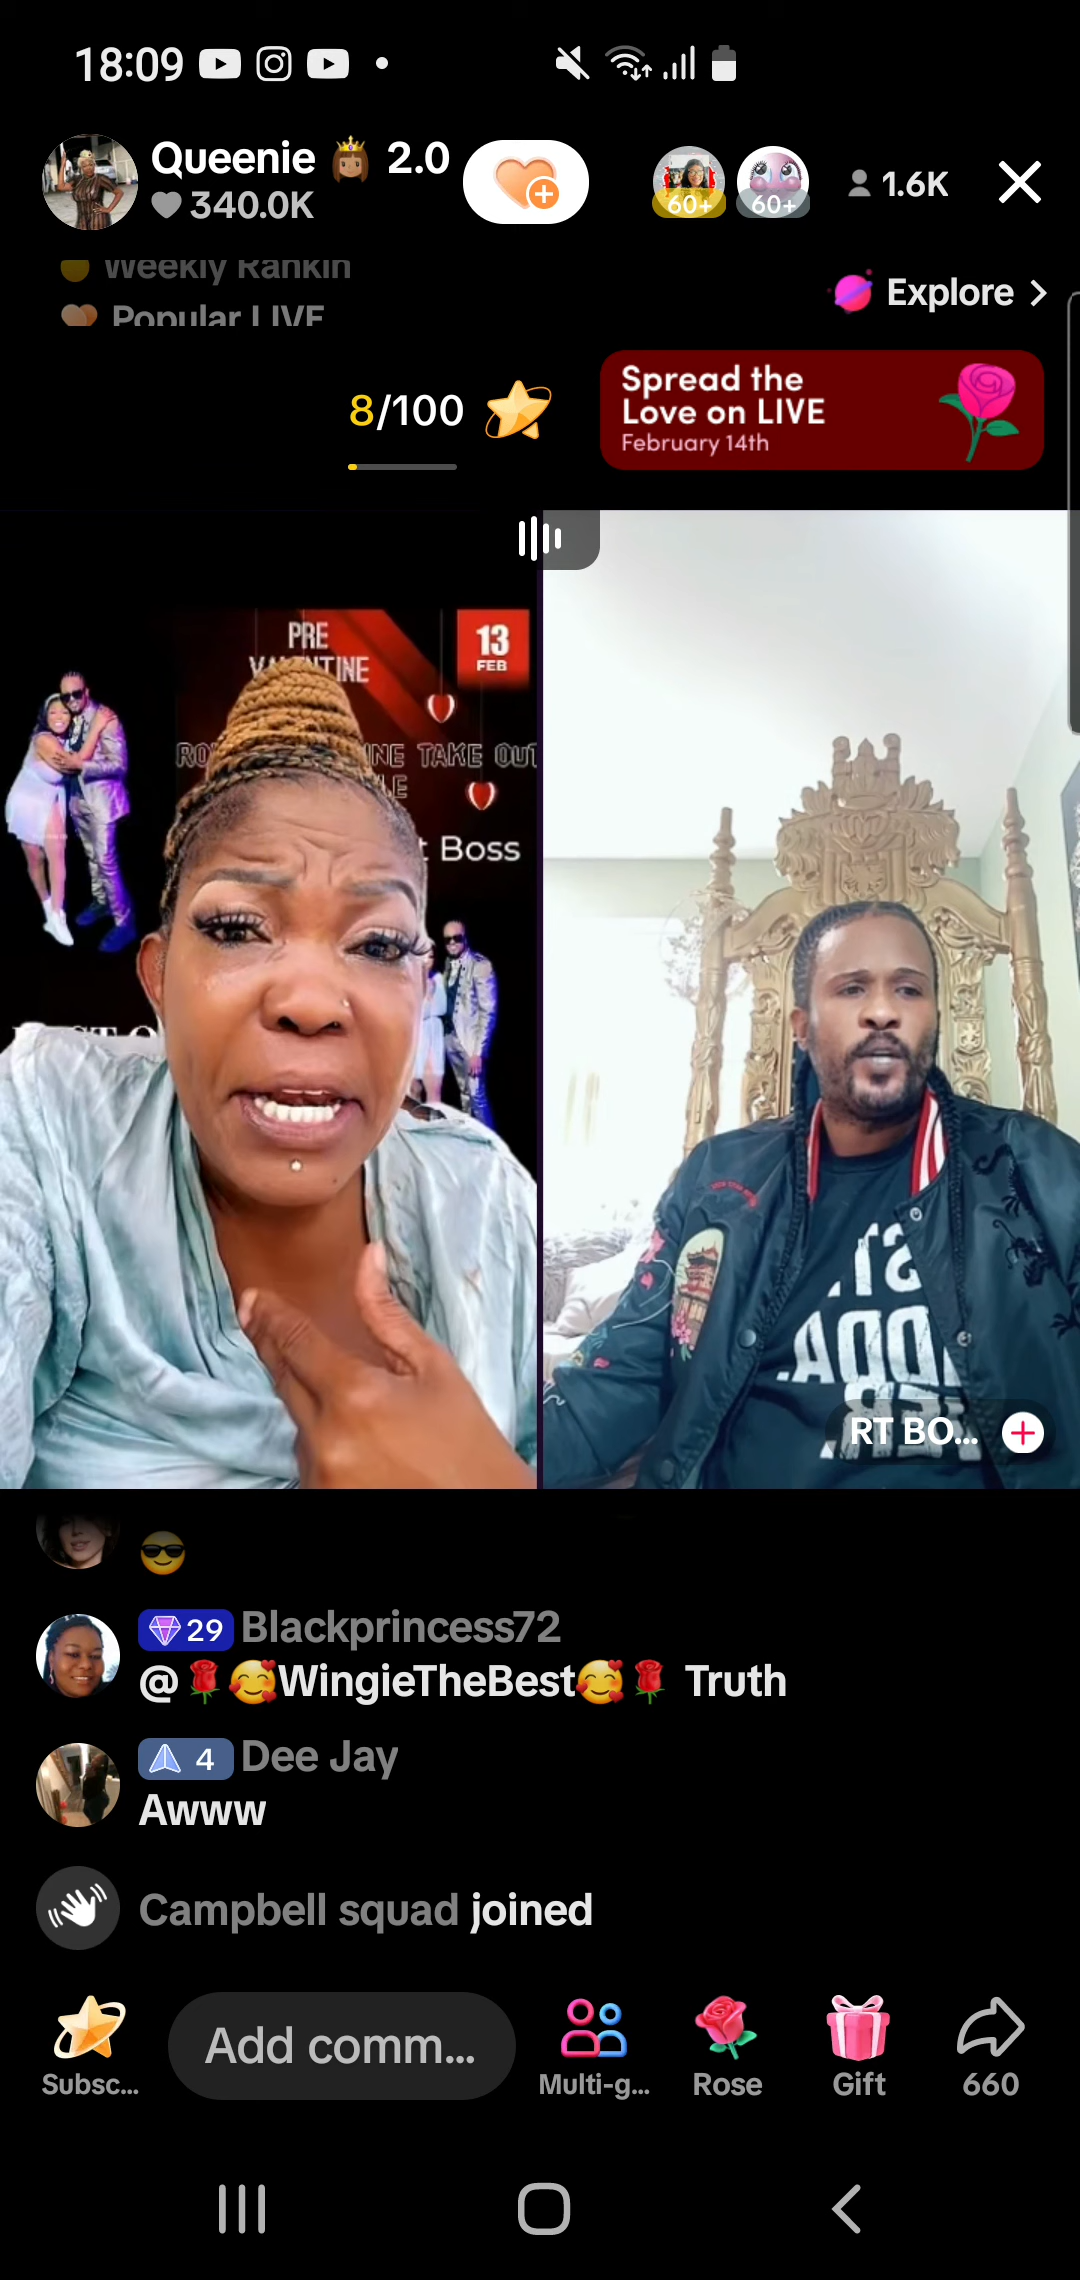 18:09
Queenie 👸🏽 2.0
340.0K
60+
60+
1.6K
Weekly Rankin
Popular LIVE
Explore >
8/100
Spread the
Love on LIVE
February 14th
PRE
13
FEB
TAKE OUT
Boss
RT BO...
😎
29 Blackprincess72
@🌹🥰WingieTheBest🥰🌹 Truth
4 Dee Jay
Awww
Campbell squad joined
Subsc...
Add comm...
Multi-g...
Rose
Gift
660